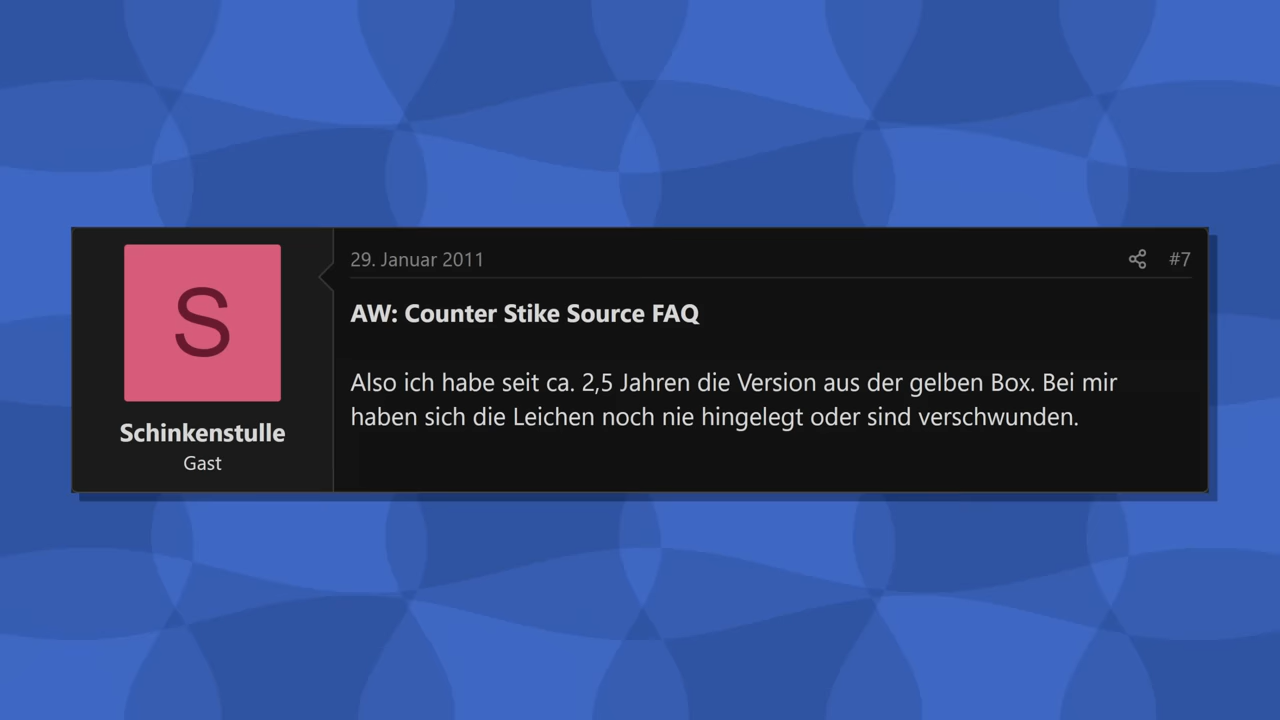 S
Schinkenstulle
Gast
29. Januar 2011
#7
AW: Counter Stike Source FAQ
Also ich habe seit ca. 2,5 Jahren die Version aus der gelben Box. Bei mir
haben sich die Leichen noch nie hingelegt oder sind verschwunden.